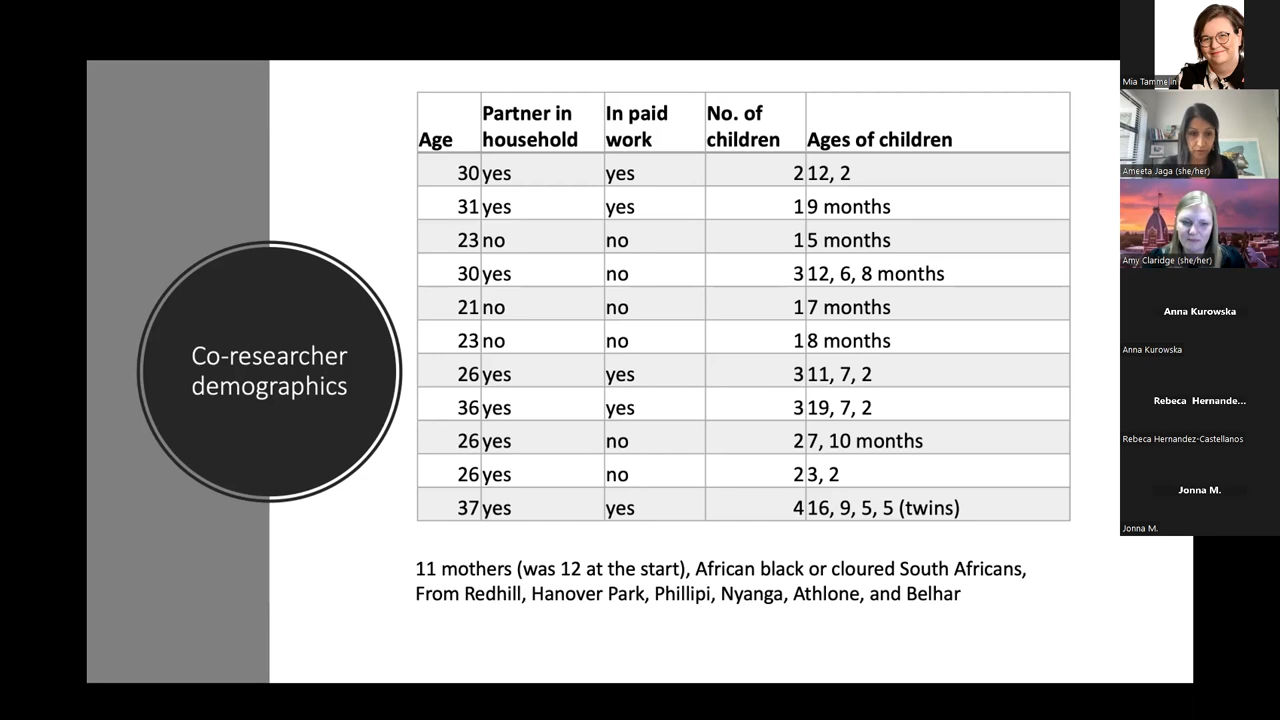 Co-researcher
demographics
Age Partner in household In paid work No. of children Ages of children
30 yes yes 2 12, 2
31 yes yes 1 9 months
23 no no 1 5 months
30 yes no 3 12, 6, 8 months
21 no no 1 7 months
23 no no 1 8 months
26 yes yes 3 11, 7, 2
36 yes yes 3 19, 7, 2
26 yes no 2 7, 10 months
26 yes no 2 3, 2
37 yes yes 4 16, 9, 5, 5 (twins)
11 mothers (was 12 at the start), African black or cloured South Africans,
From Redhill, Hanover Park, Phillipi, Nyanga, Athlone, and Belhar
Mia Tammelin
Ameeta Jaga (she/her)
Amy Claridge (she/her)
Anna Kurowska
Anna Kurowska
Rebeca Hernande...
Rebeca Hernandez-Castellanos
Jonna M.
Jonna M.